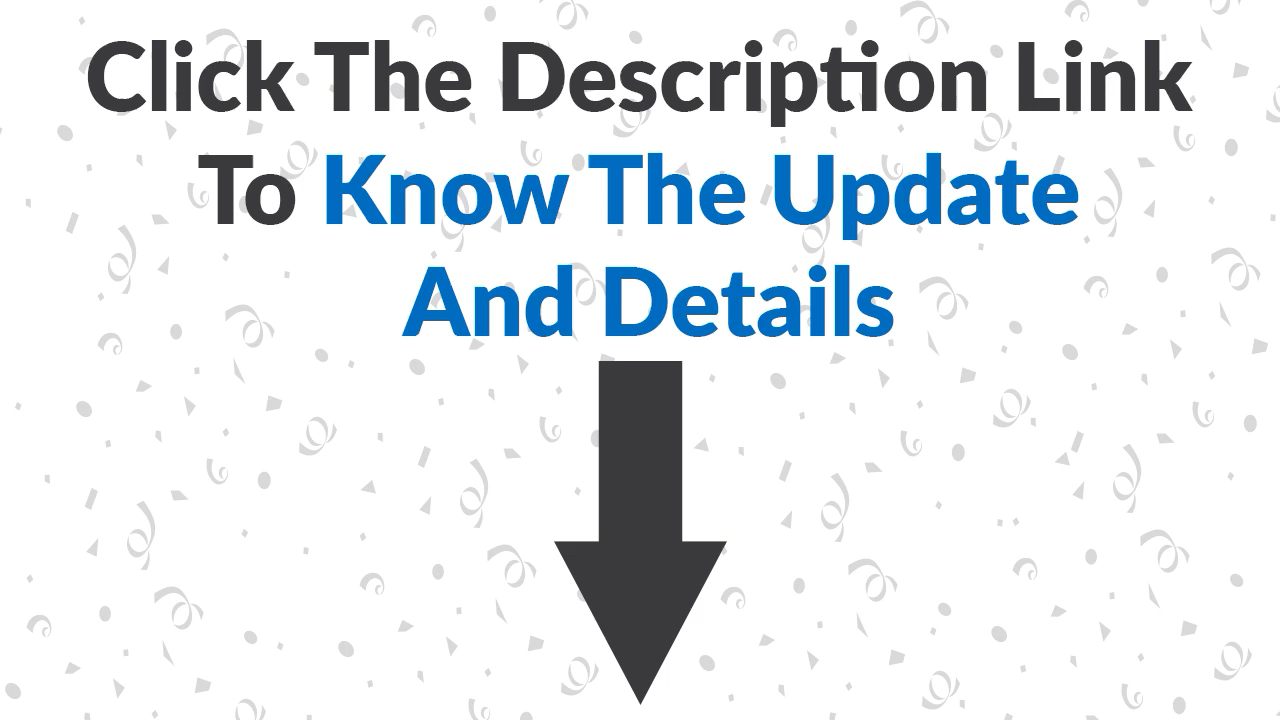 Click The Description Link
To Know The Update
And Details